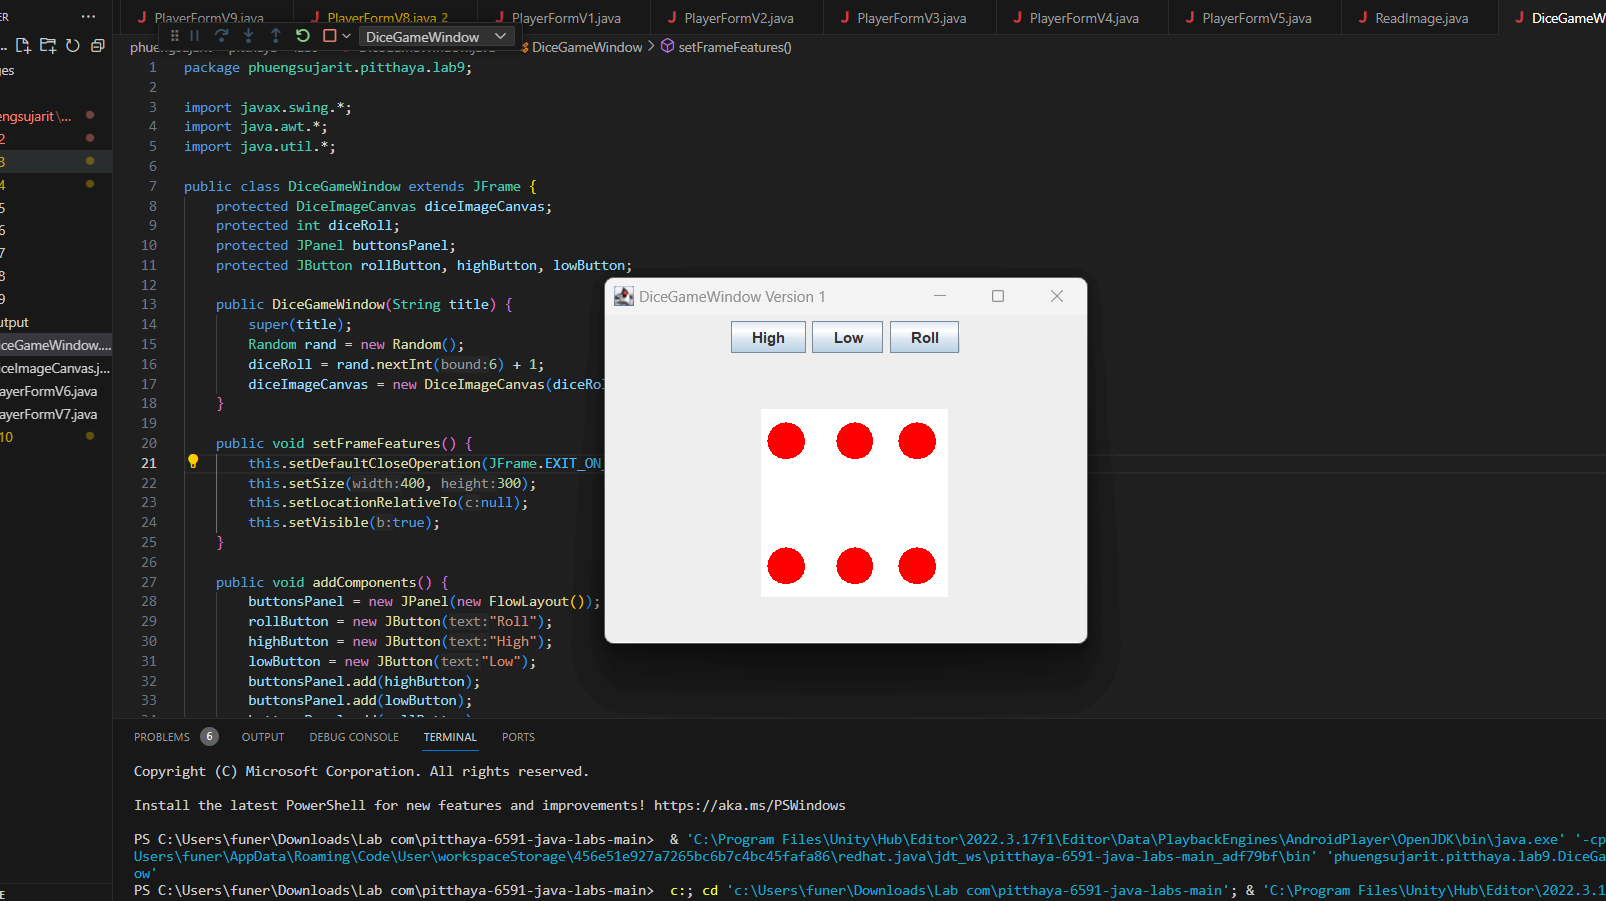 ER
PlayerFormV9.java
PlayerFormV8.java 2
PlayerFormV1.java
PlayerFormV2.java
PlayerFormV3.java
PlayerFormV4.java
PlayerFormV5.java
ReadImage.java
DiceGameW
DiceGameWindow
DiceGameWindow > setFrameFeatures()
ges
engsujarit\...
2
3
4
5
6
7
8
9
utput
iceGameWindow....
iceImageCanvas.j...
ayerFormV6.java
ayerFormV7.java
10
E
1 package phuengsujarit.pitthaya.lab9;
2
3 import javax.swing.*;
4 import java.awt.*;
5 import java.util.*;
6
7 public class DiceGameWindow extends JFrame {
8 protected DiceImageCanvas diceImageCanvas;
9 protected int diceRoll;
10 protected JPanel buttonsPanel;
11 protected JButton rollButton, highButton, lowButton;
12
13 public DiceGameWindow(String title) {
14 super(title);
15 Random rand = new Random();
16 diceRoll = rand.nextInt(bound:6) + 1;
17 diceImageCanvas = new DiceImageCanvas(diceRol
18 }
19
20 public void setFrameFeatures() {
21 this.setDefaultCloseOperation(JFrame.EXIT_ON_
22 this.setSize(width:400, height:300);
23 this.setLocationRelativeTo(c:null);
24 this.setVisible(b:true);
25 }
26
27 public void addComponents() {
28 buttonsPanel = new JPanel(new FlowLayout());
29 rollButton = new JButton(text:"Roll");
30 highButton = new JButton(text:"High");
31 lowButton = new JButton(text:"Low");
32 buttonsPanel.add(highButton);
33 buttonsPanel.add(lowButton);
DiceGameWindow Version 1
High
Low
Roll
PROBLEMS 6 OUTPUT DEBUG CONSOLE TERMINAL PORTS
Copyright (C) Microsoft Corporation. All rights reserved.
Install the latest PowerShell for new features and improvements! https://aka.ms/PSWindows
PS C:\Users\funer\Downloads\Lab com\pitthaya-6591-java-labs-main> & 'C:\Program Files\Unity\Hub\Editor\2022.3.17f1\Editor\Data\PlaybackEngines\AndroidPlayer\OpenJDK\bin\java.exe' '-cp
Users\funer\AppData\Roaming\Code\User\workspaceStorage\456e51e927a7265bc6b7c4bc45fafa86\redhat.java\jdt_ws\pitthaya-6591-java-labs-main_adf79bf\bin' 'phuengsujarit.pitthaya.lab9.DiceGa
ow'
PS C:\Users\funer\Downloads\Lab com\pitthaya-6591-java-labs-main> c:; cd 'c:\Users\funer\Downloads\Lab com\pitthaya-6591-java-labs-main'; & 'C:\Program Files\Unity\Hub\Editor\2022.3.1